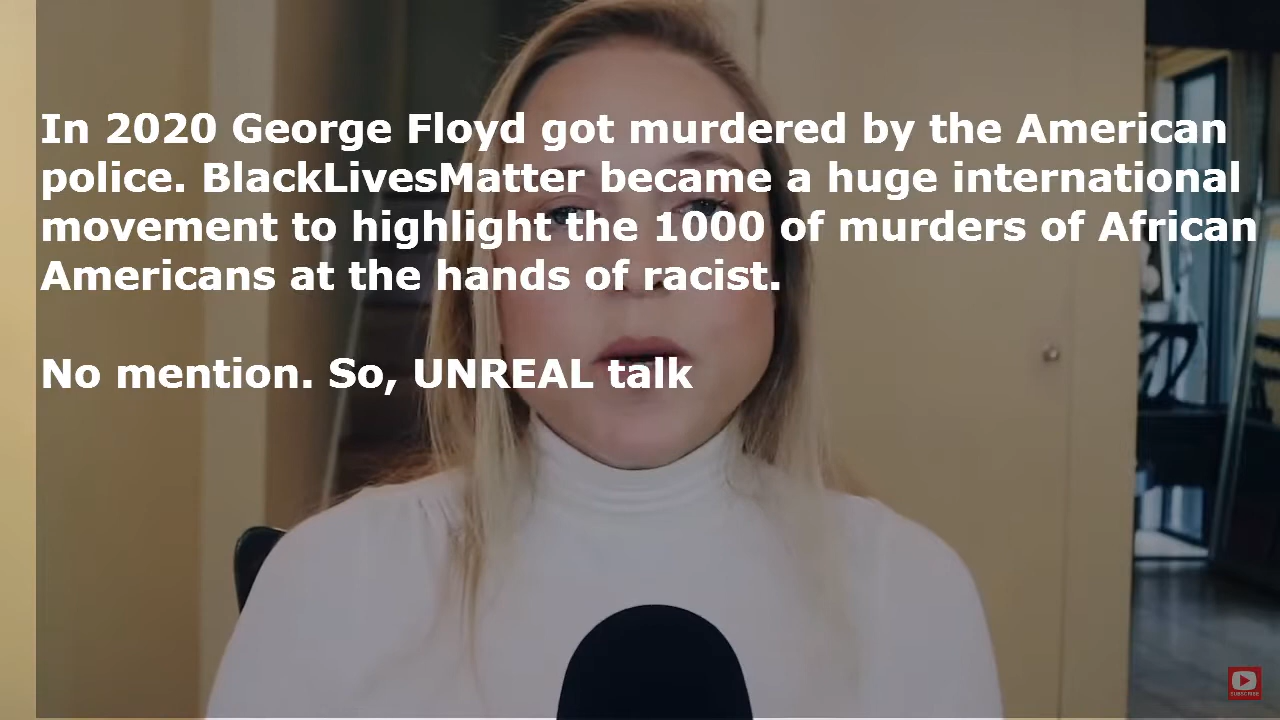 In 2020 George Floyd got murdered by the American
police. BlackLivesMatter became a huge international
movement to highlight the 1000 of murders of African
Americans at the hands of racist.
No mention. So, UNREAL talk
SUBSCRIBE